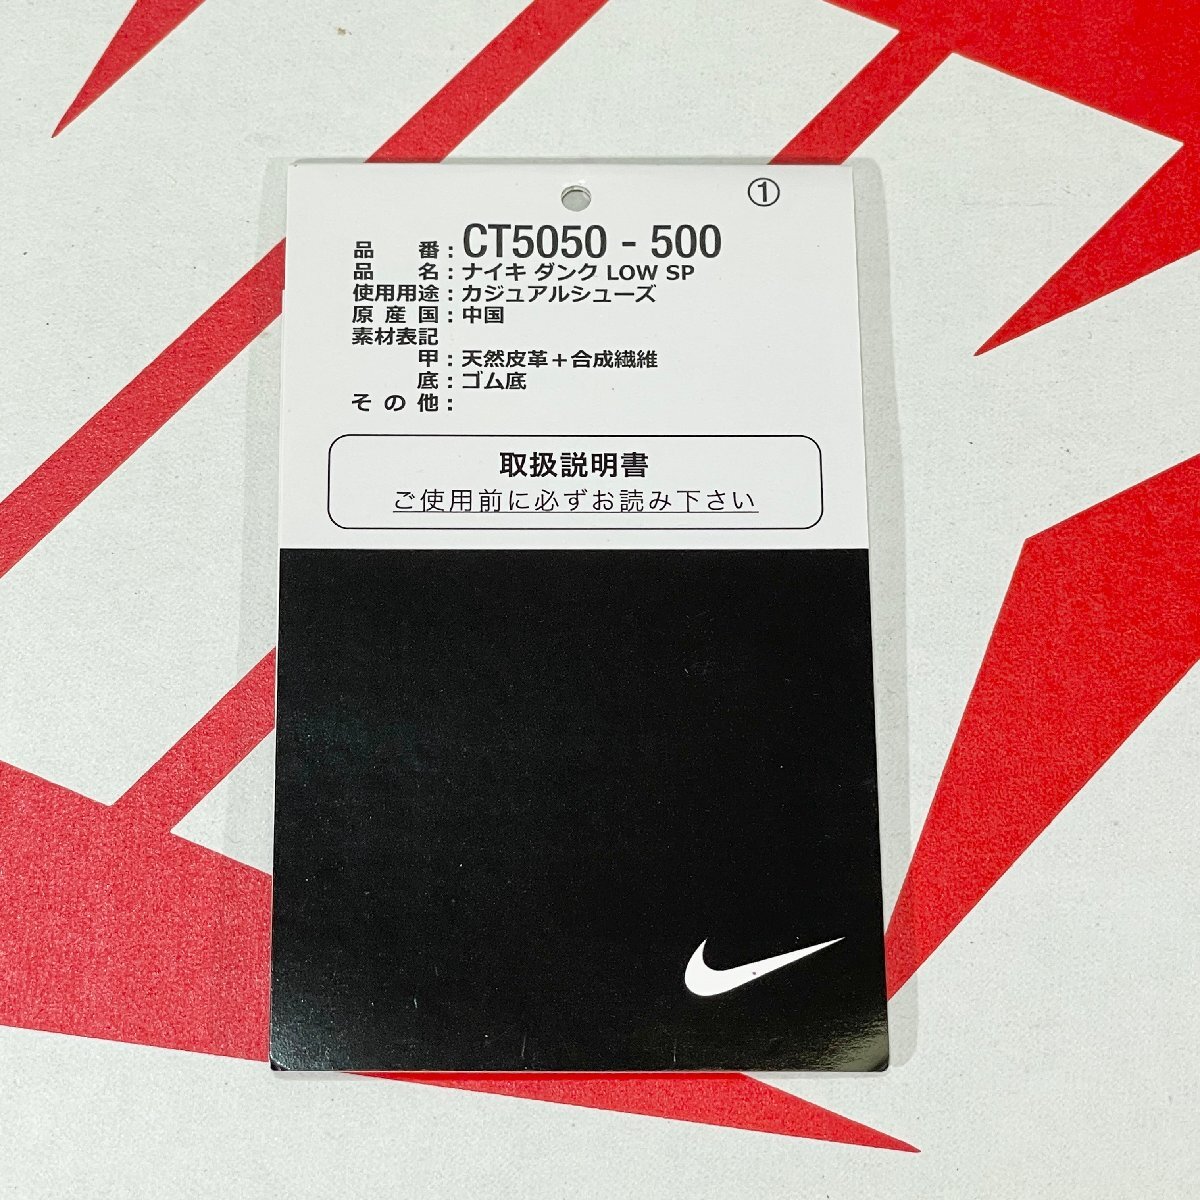 ①
品番：CT5050 - 500
品名：ナイキ ダンク LOW SP
使用用途：カジュアルシューズ
原産国：中国
素材表記
甲：天然皮革＋合成繊維
底：ゴム底
その他：
取扱説明書
ご使用前に必ずお読み下さい